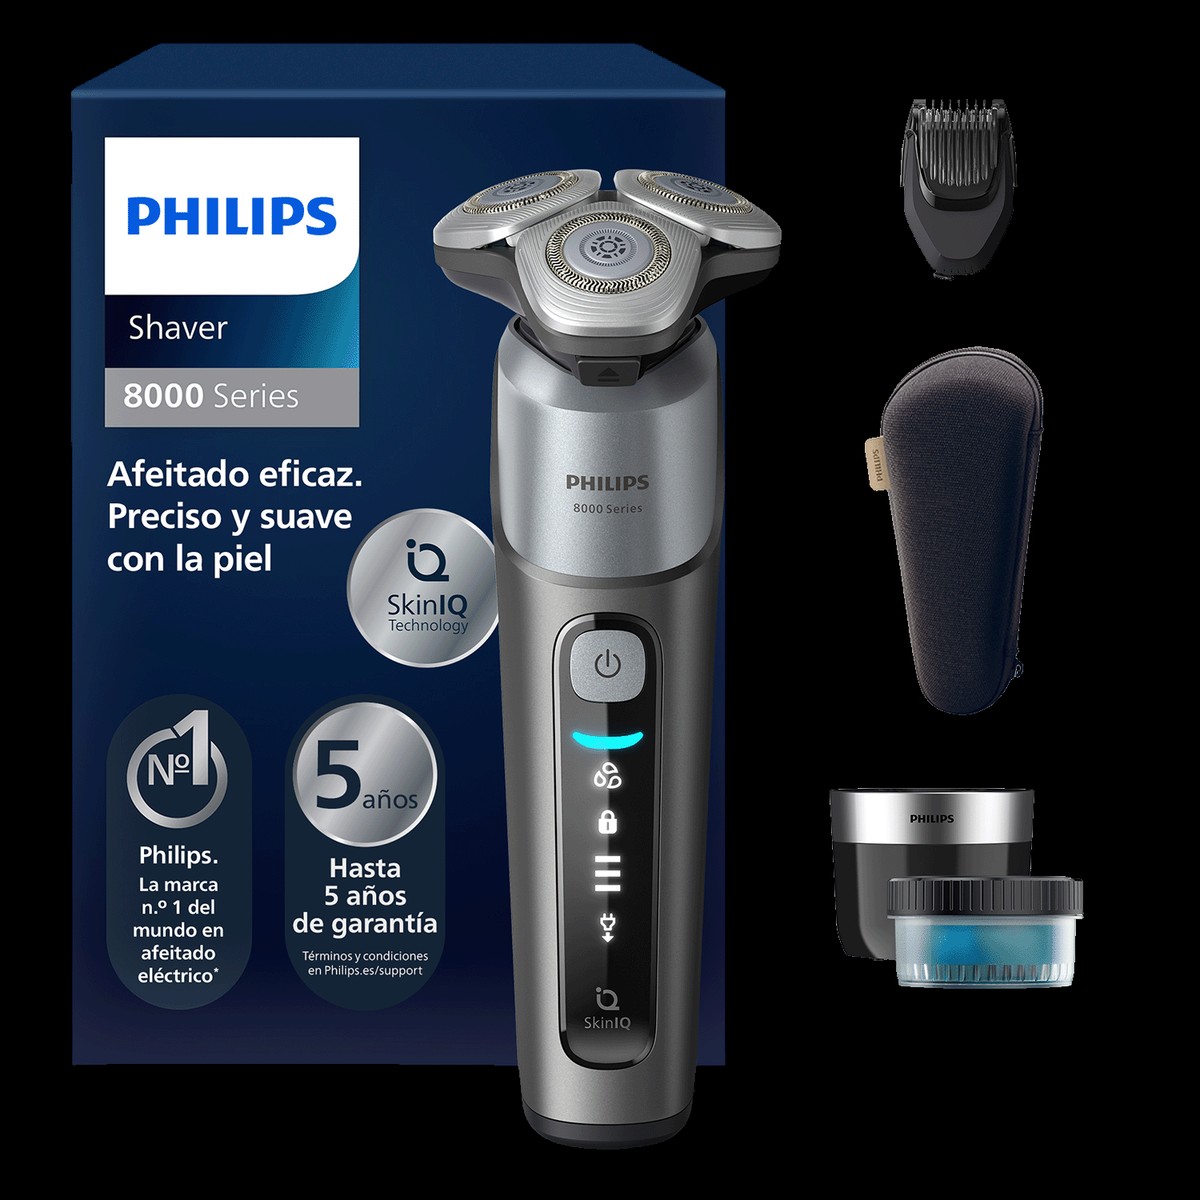 PHILIPS
Shaver
8000 Series
Afeitado eficaz.
Preciso y suave
con la piel
SkinIQ
Technology
Nº1
Philips.
La marca
n.º 1 del
mundo en
afeitado
eléctrico*
5 años
Hasta
5 años
de garantía
Términos y condiciones
en Philips.es/support
PHILIPS
8000 Series
SkinIQ
PHILIPS
PHILIPS